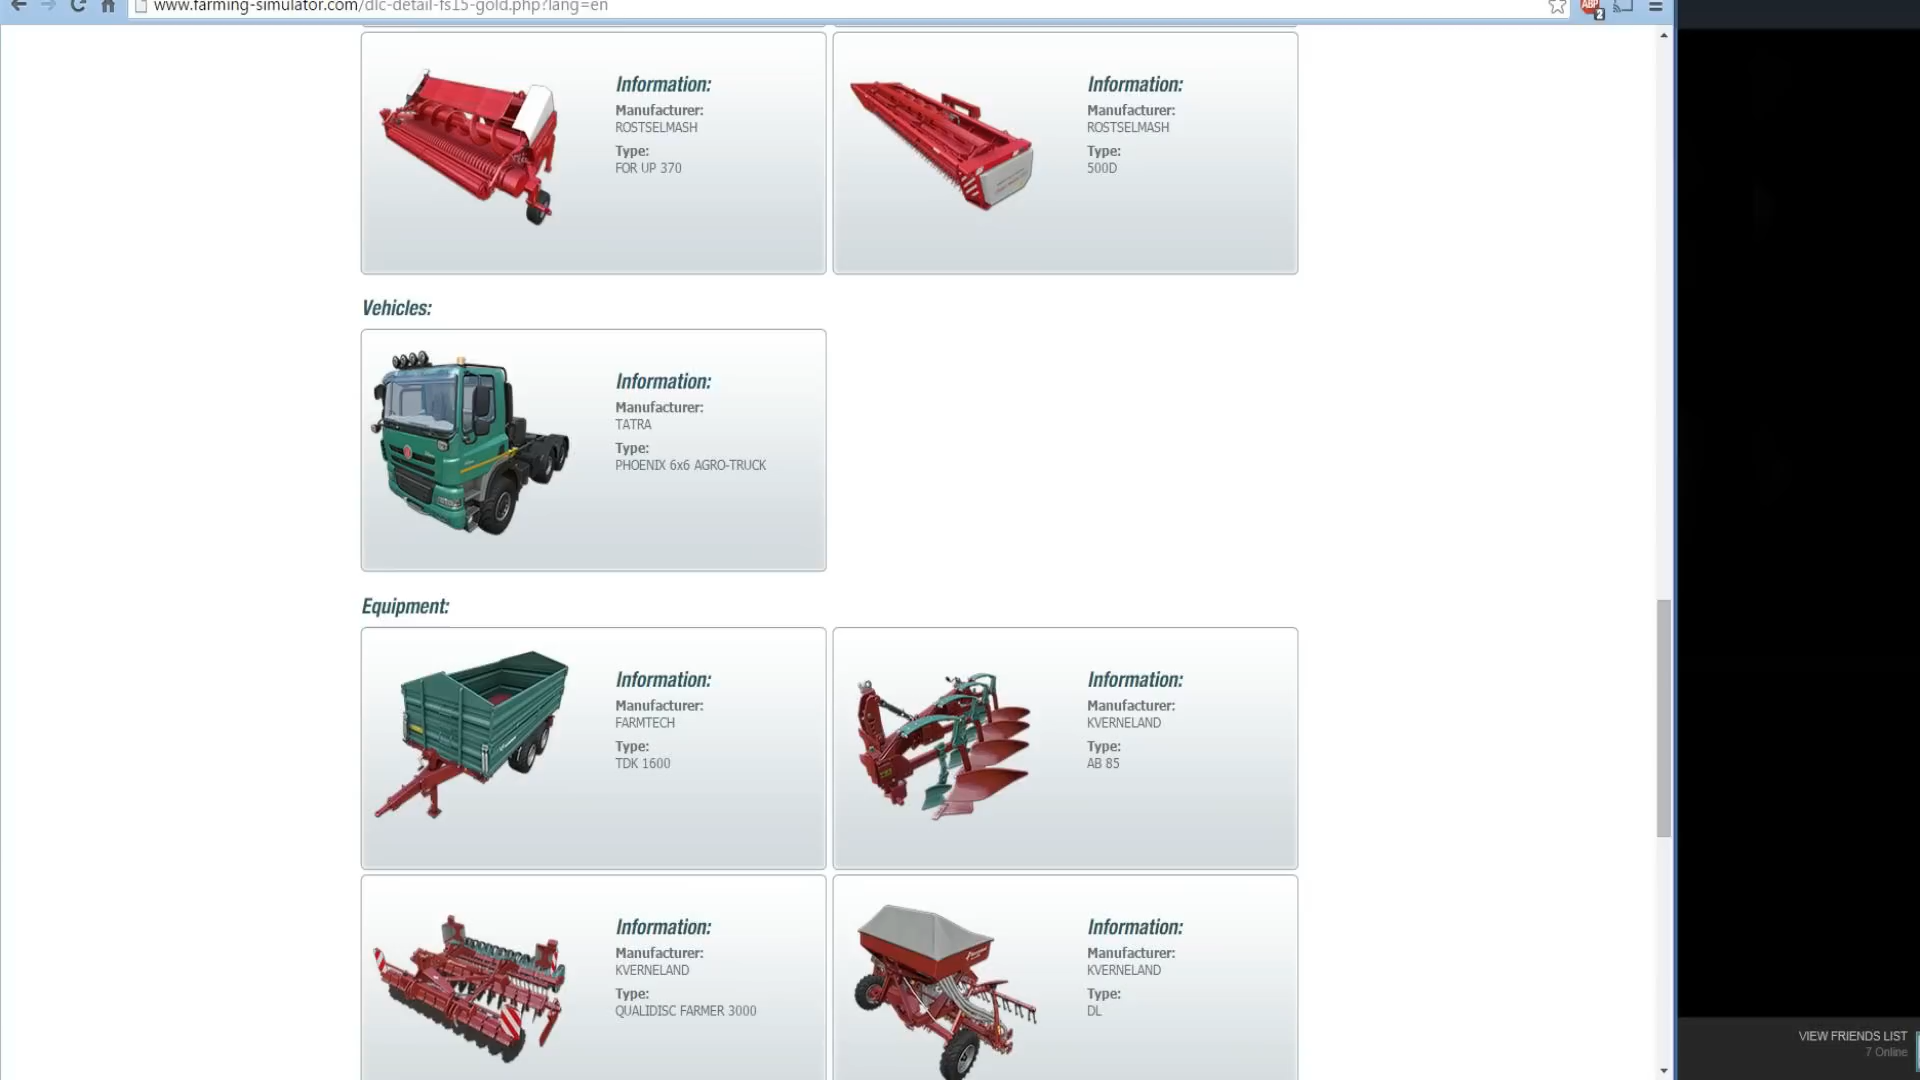 www.farming-simulator.com/dlc-detail-fs15-gold.php?lang=en
ABP
2
Information:
Manufacturer:
ROSTSELMASH
Type:
FOR UP 370
Information:
Manufacturer:
ROSTSELMASH
Type:
500D
Vehicles:
Information:
Manufacturer:
TATRA
Type:
PHOENIX 6x6 AGRO-TRUCK
Equipment:
Information:
Manufacturer:
FARMTECH
Type:
TDK 1600
Information:
Manufacturer:
KVERNELAND
Type:
AB 85
Information:
Manufacturer:
KVERNELAND
Type:
QUALIDISC FARMER 3000
Information:
Manufacturer:
KVERNELAND
Type:
DL
VIEW FRIENDS LIST
7 Online